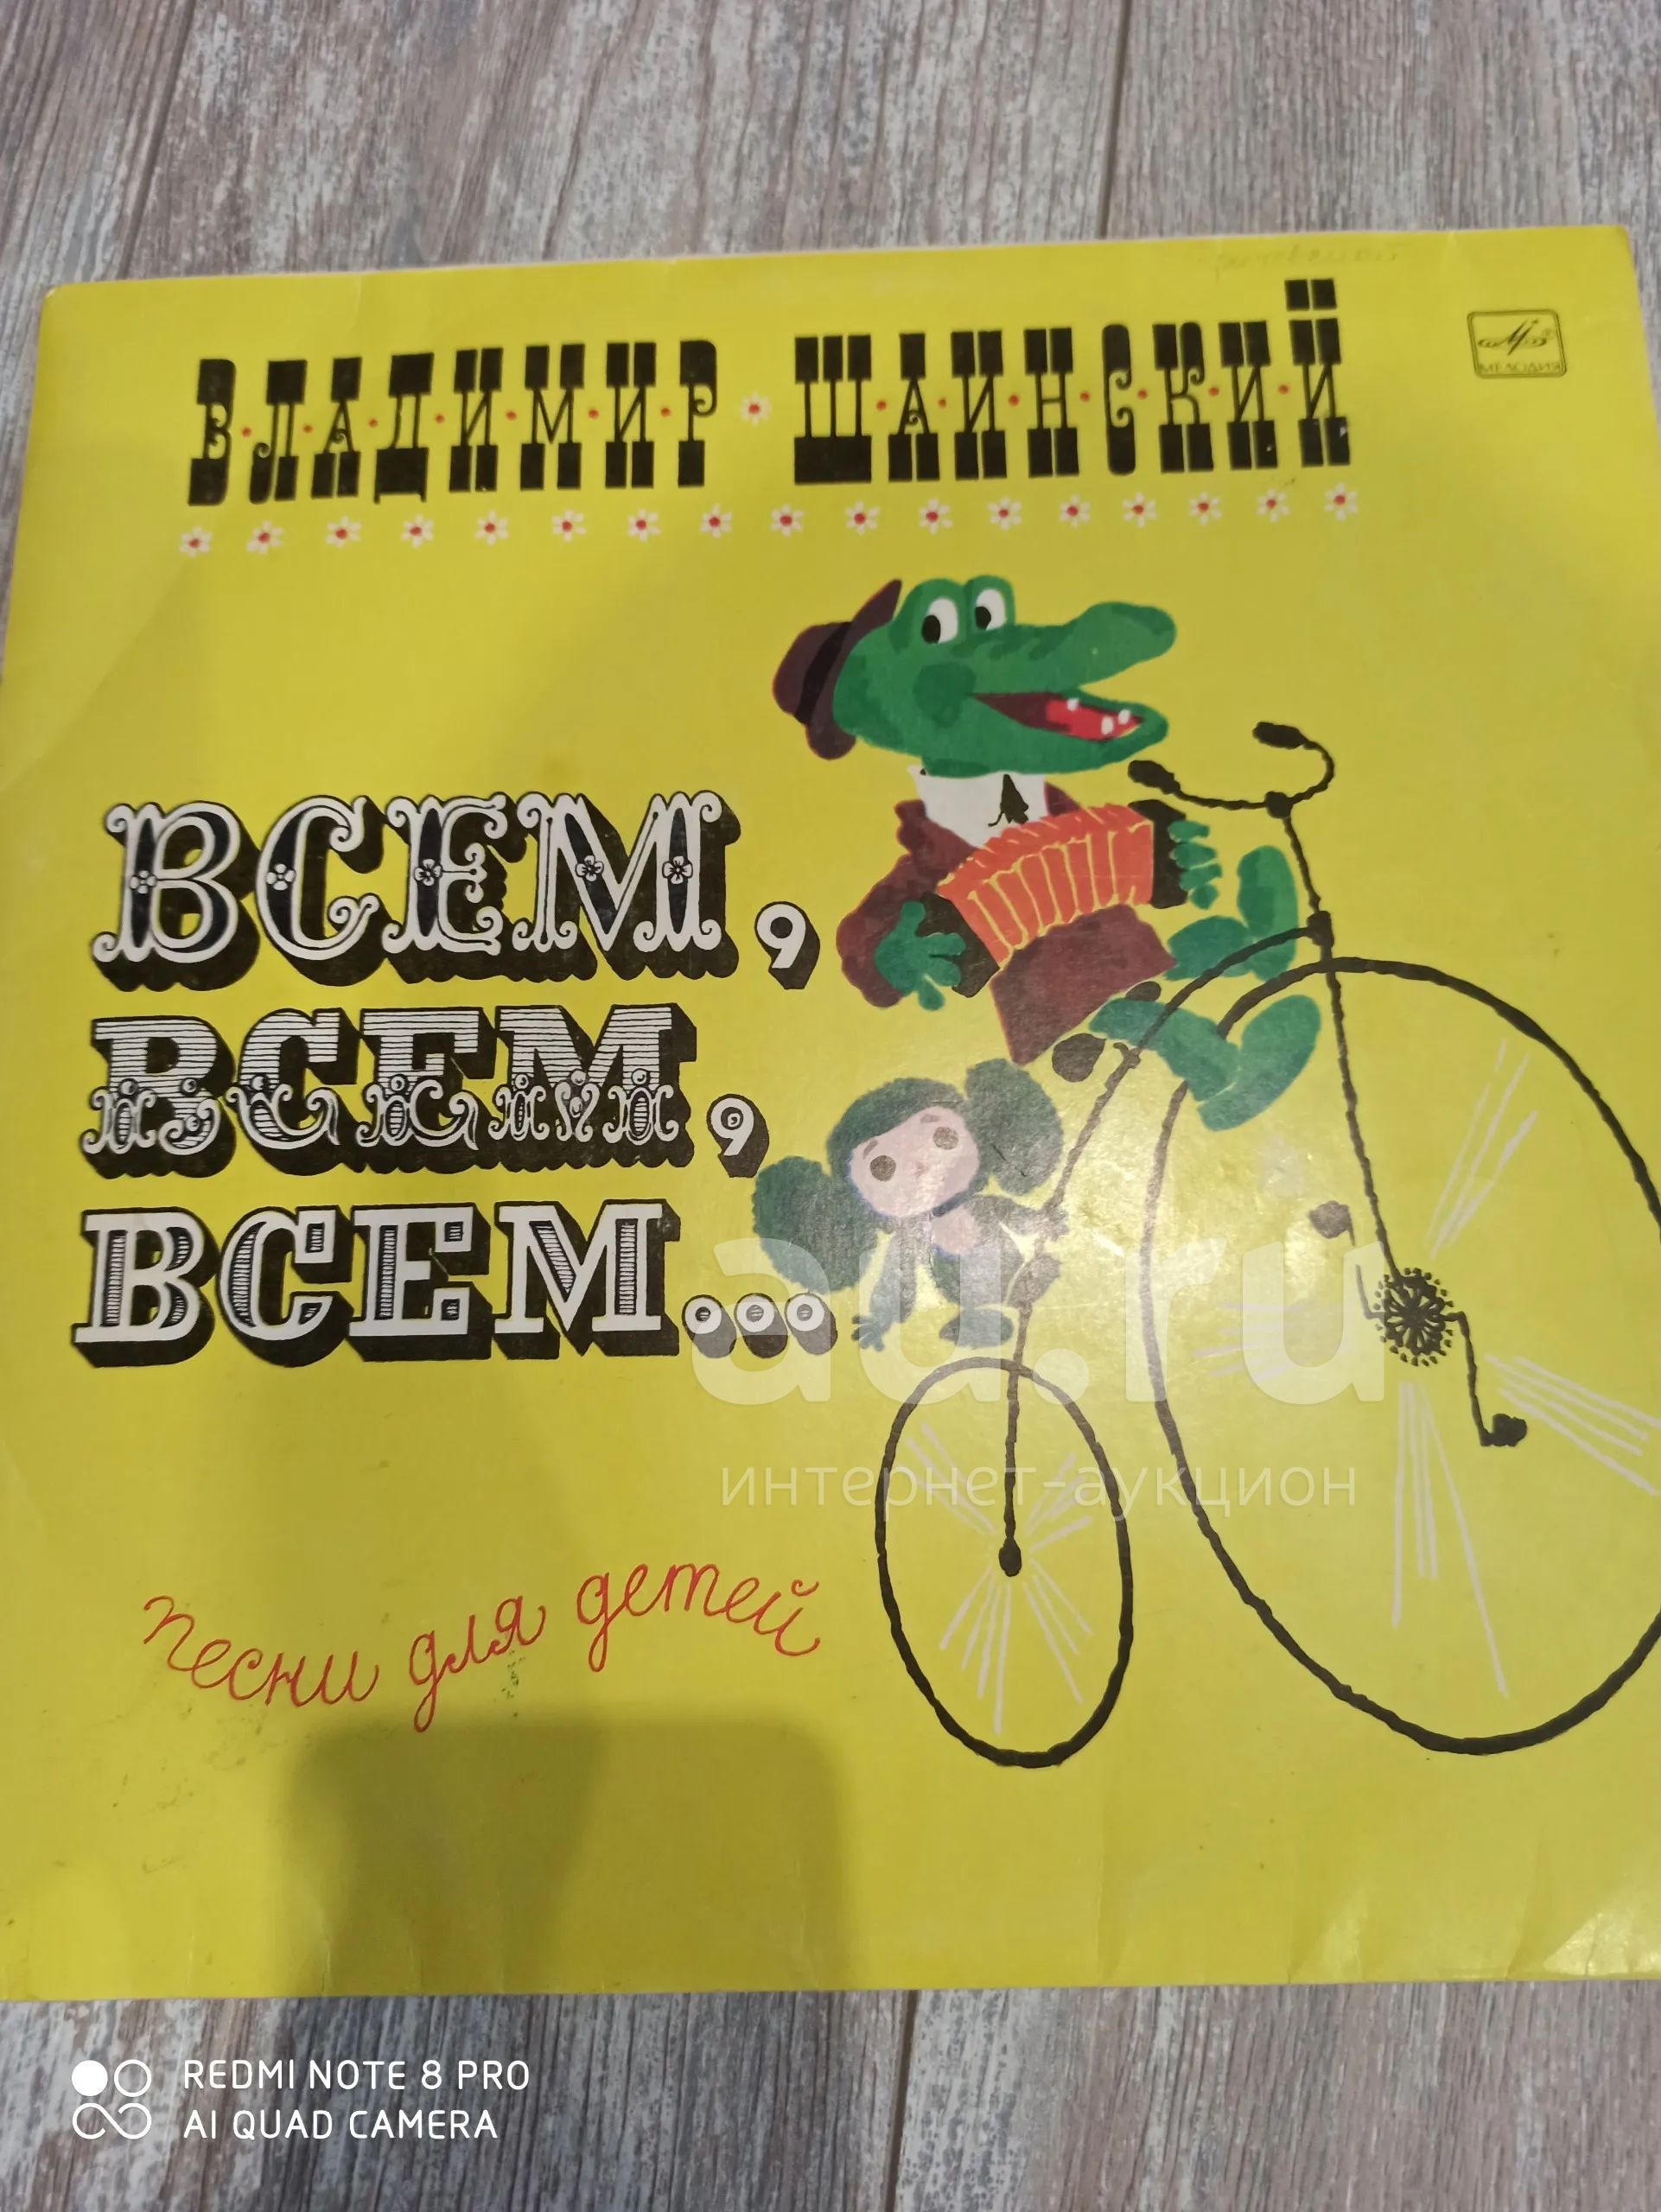 ВЛАДИМИР ШАИНСКИЙ
МЕЛОДИЯ
ВСЕМ,
ВСЕМ,
ВСЕМ...
au.ru
интернет-аукцион
песни для детей
REDMI NOTE 8 PRO
AI QUAD CAMERA